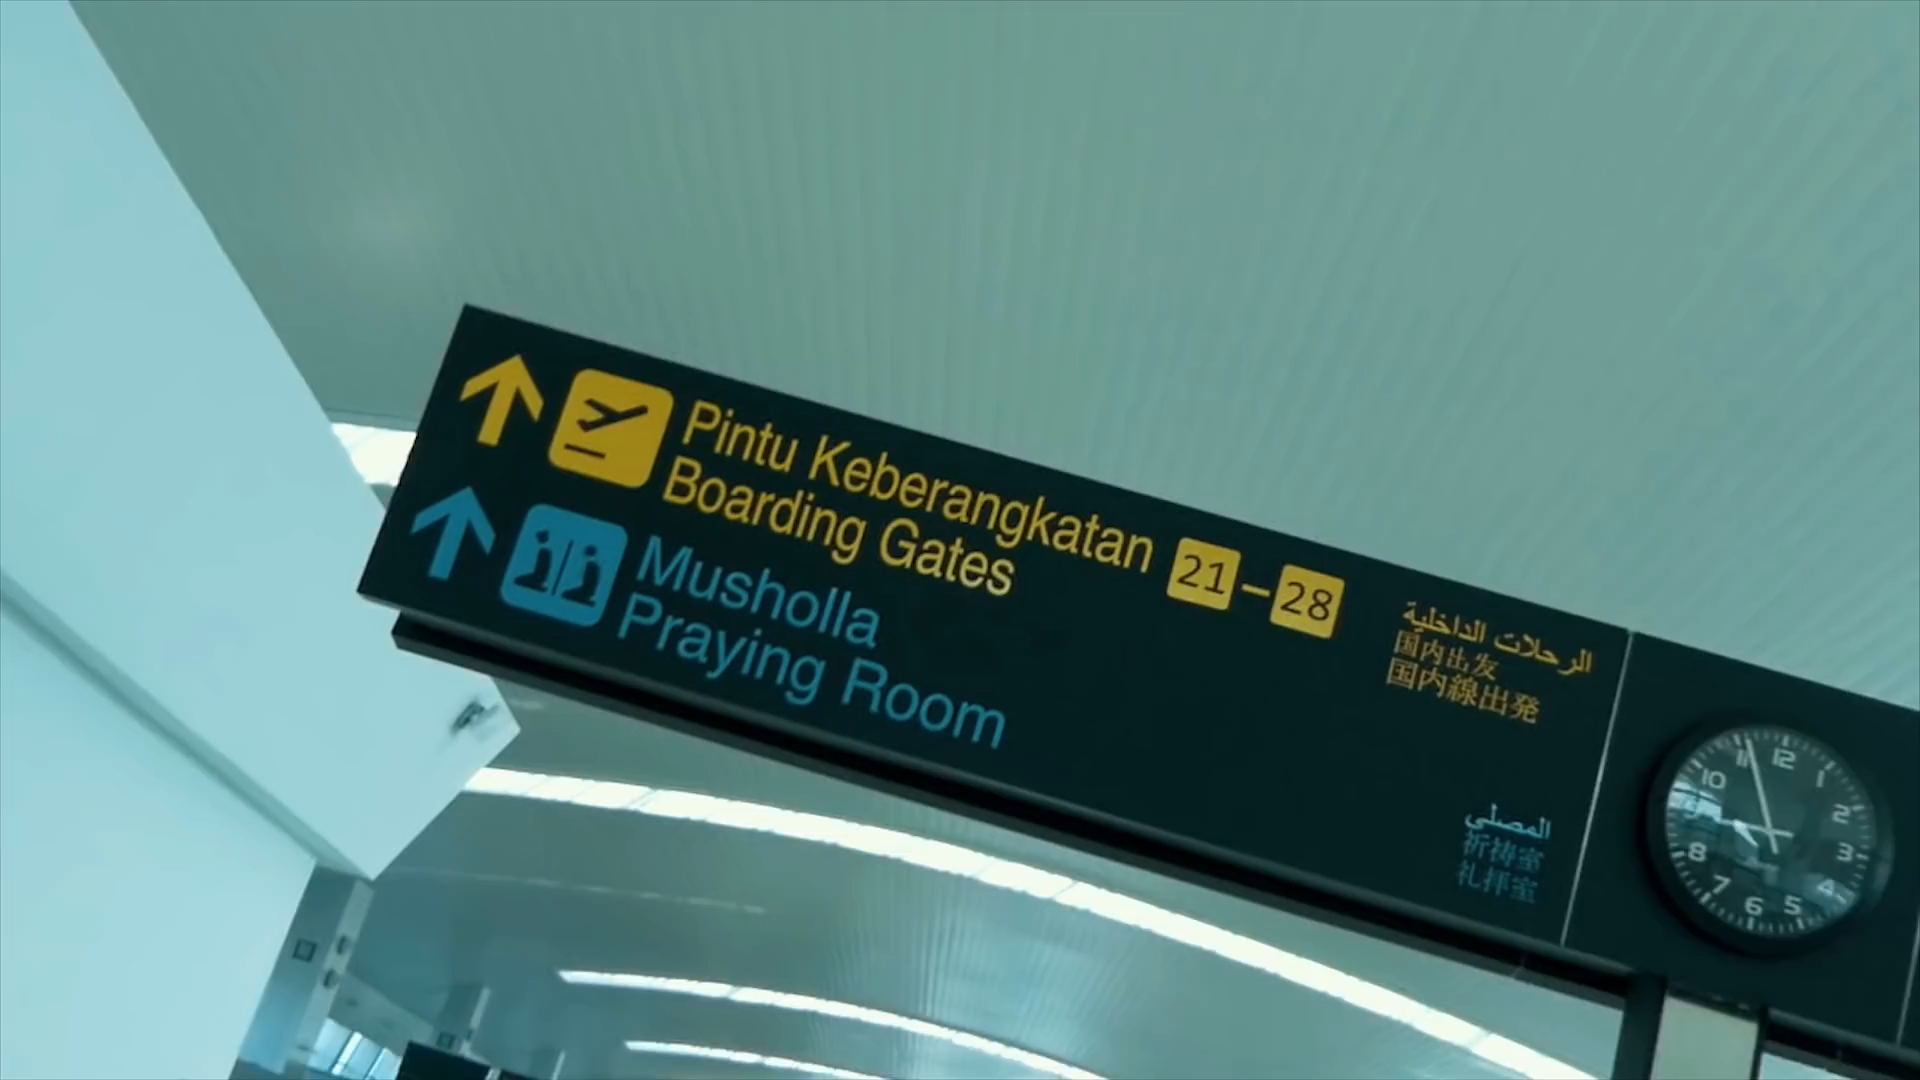 Pintu Keberangkatan 21-28
Boarding Gates
الرحلات الداخلية
国内出发
国内線出発
Musholla
Praying Room
المصلى
祈祷室
礼拝室
11 12 1
10 2
3
8 4
7 6 5